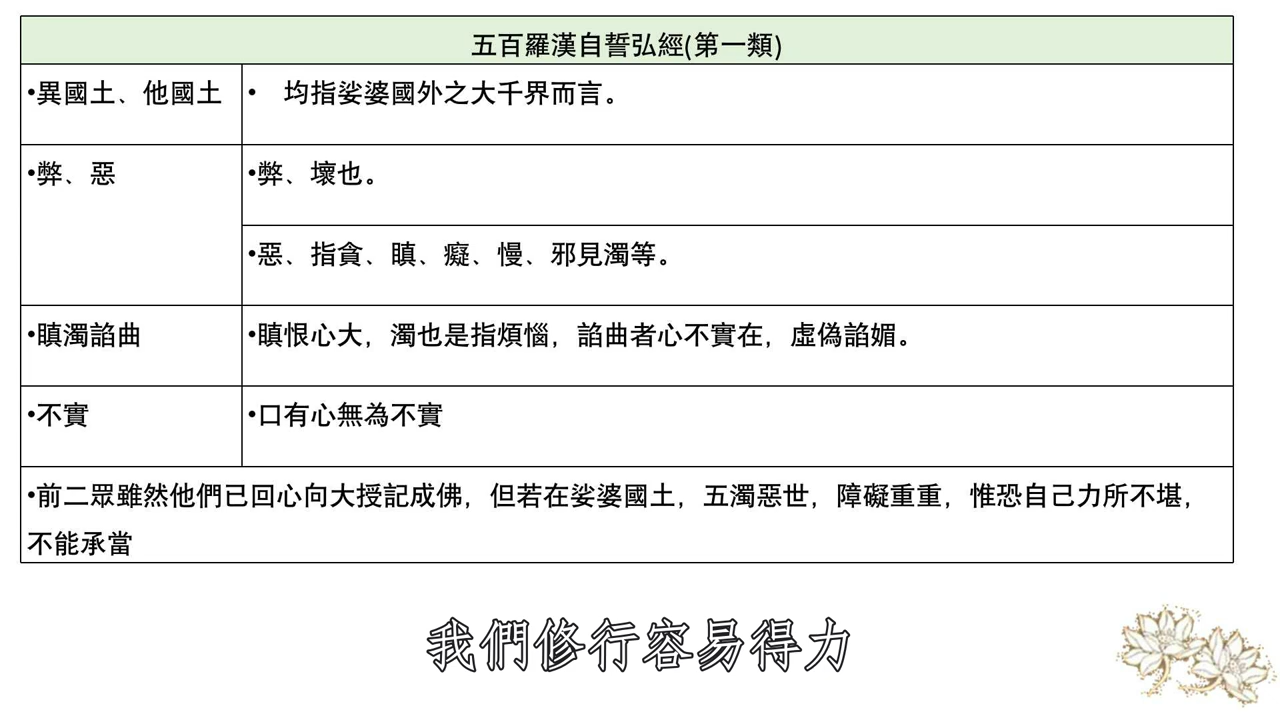 五百羅漢自誓弘經(第一類)
•異國土、他國土
• 均指娑婆國外之大千界而言。
•弊、惡
•弊、壞也。
•惡、指貪、瞋、癡、慢、邪見濁等。
•瞋濁諂曲
•瞋恨心大，濁也是指煩惱，諂曲者心不實在，虛偽諂媚。
•不實
•口有心無為不實
•前二眾雖然他們已回心向大授記成佛，但若在娑婆國土，五濁惡世，障礙重重，惟恐自己力所不堪，
不能承當
我們修行容易得力